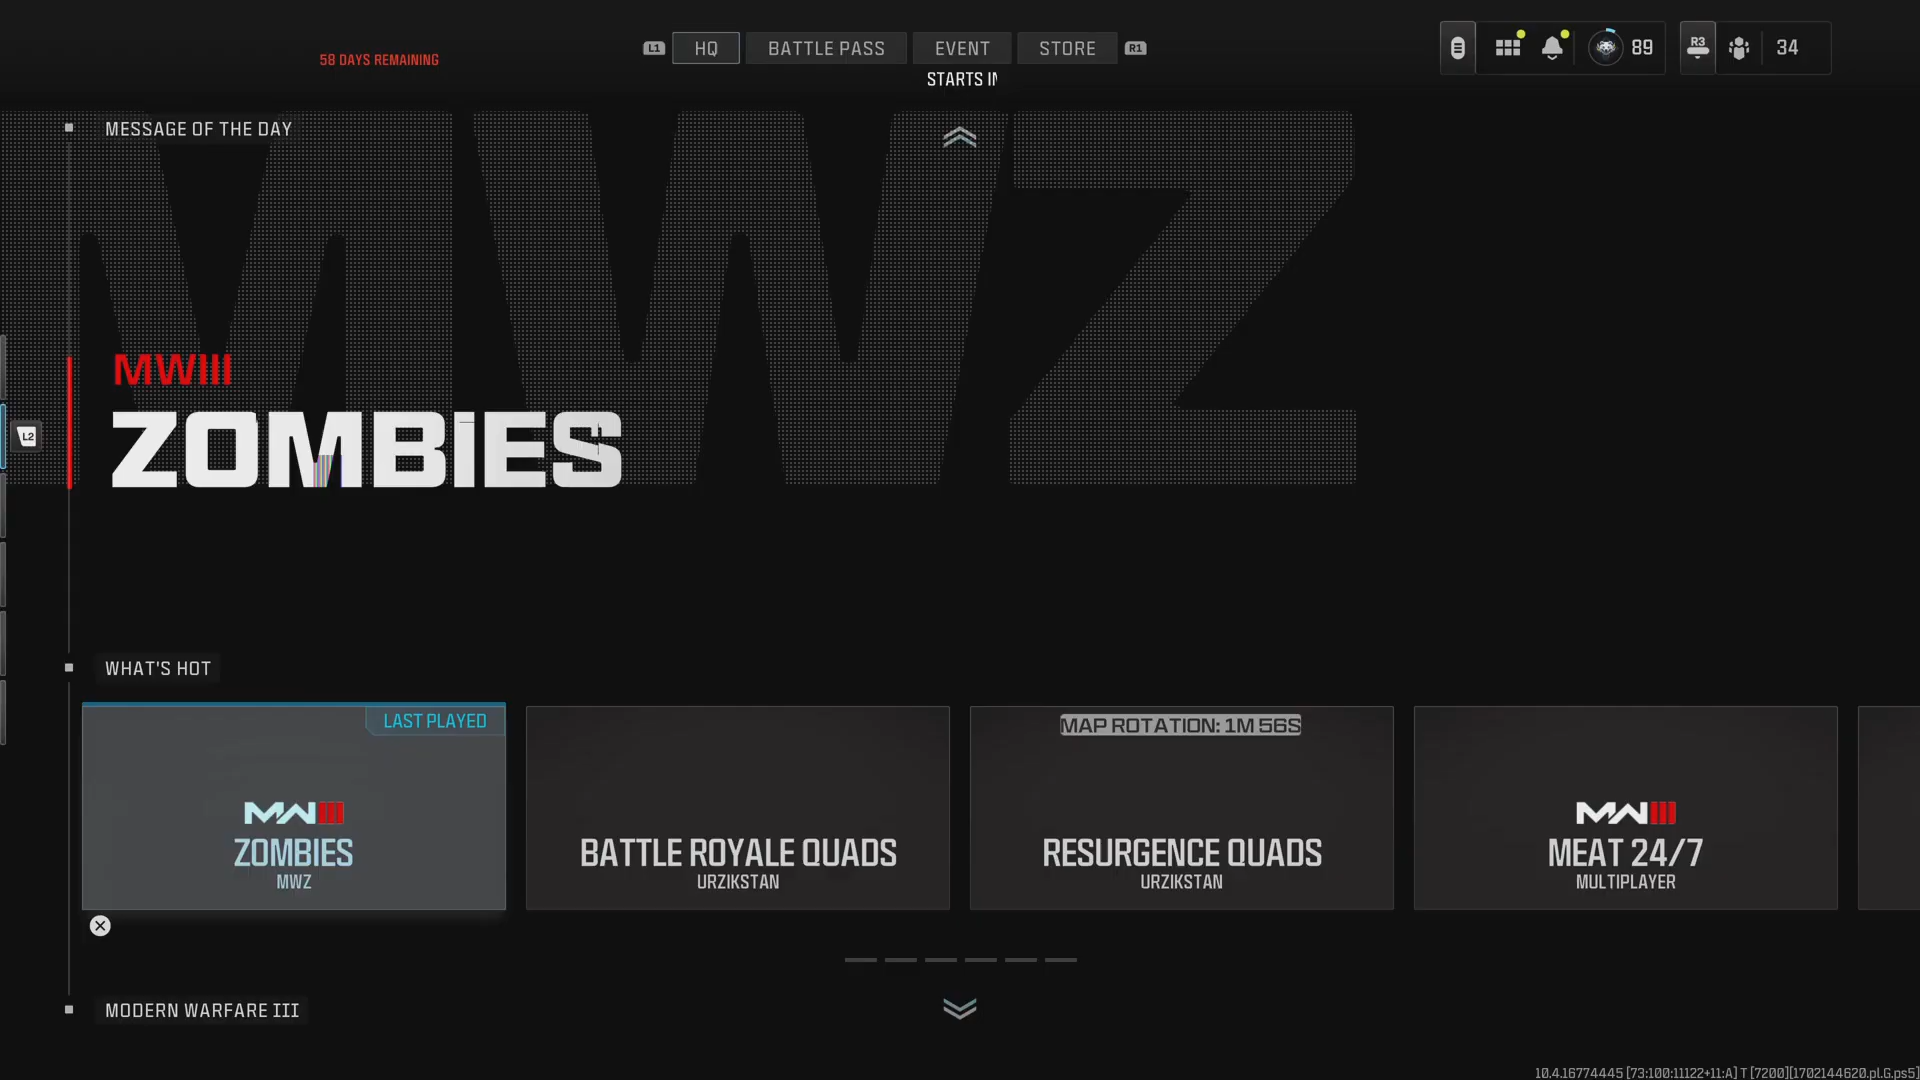 58 DAYS REMAINING
L1 HQ BATTLE PASS EVENT STORE R1
STARTS IN
89 R3 34
MESSAGE OF THE DAY
MWZ
MWIII
ZOMBIES
L2
WHAT'S HOT
LAST PLAYED
MWIII
ZOMBIES
MWZ
BATTLE ROYALE QUADS
URZIKSTAN
MAP ROTATION: 1M 56S
RESURGENCE QUADS
URZIKSTAN
MWIII
MEAT 24/7
MULTIPLAYER
MODERN WARFARE III
10.4.16774445 [73:100:11122+11:A] T [7200][1702144620.pl.G.ps5]